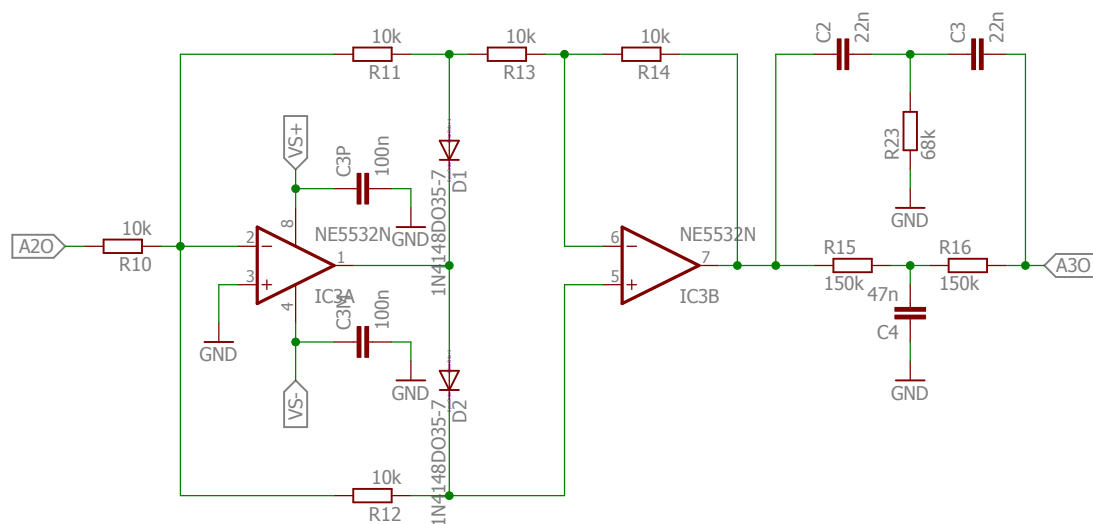 10k
R11
10k
R13
10k
R14
C2
22n
C3
22n
R23
68k
GND
VS+
C3P
100n
GND
1N4148DO35-7
D1
A2O
10k
R10
2
3
8
4
1
NE5532N
IC3A
GND
C3N
100n
GND
VS-
1N4148DO35-7
D2
10k
R12
6
5
7
NE5532N
IC3B
R15
150k
R16
150k
47n
C4
GND
A3O